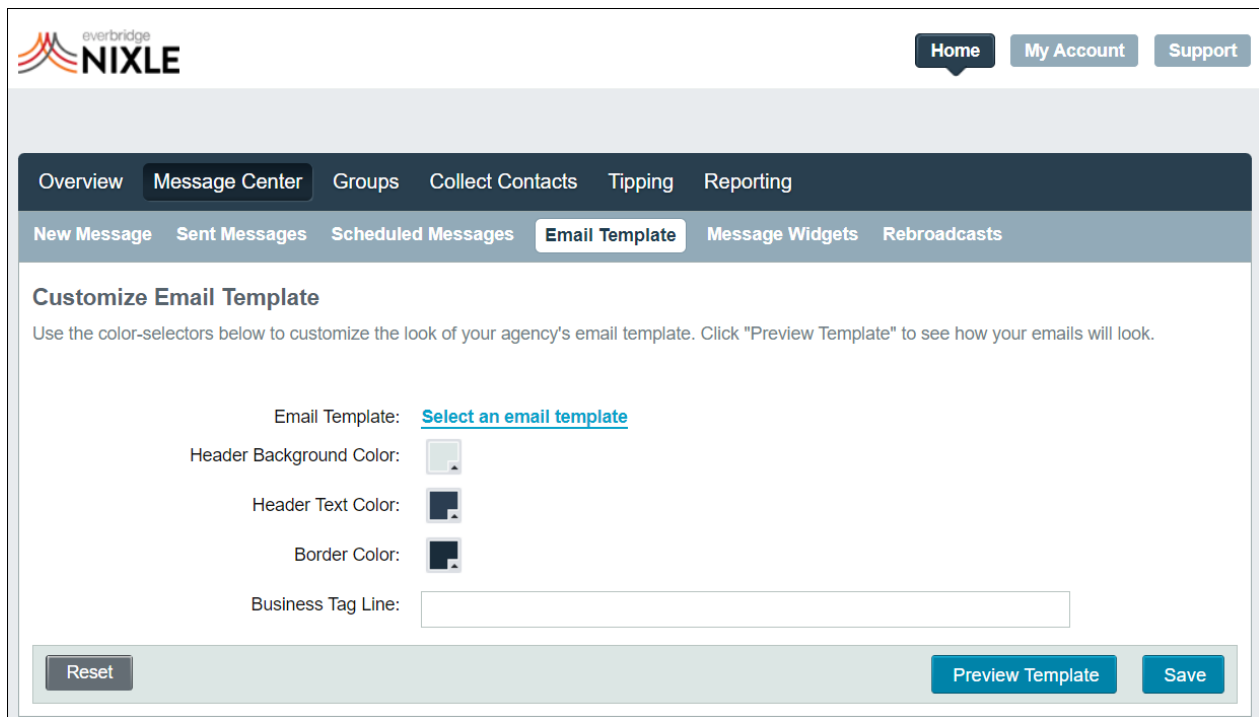 everbridge
NIXLE
Home My Account Support
Overview Message Center Groups Collect Contacts Tipping Reporting
New Message Sent Messages Scheduled Messages Email Template Message Widgets Rebroadcasts
Customize Email Template
Use the color-selectors below to customize the look of your agency's email template. Click "Preview Template" to see how your emails will look.
Email Template: Select an email template
Header Background Color:
Header Text Color:
Border Color:
Business Tag Line:
Reset Preview Template Save